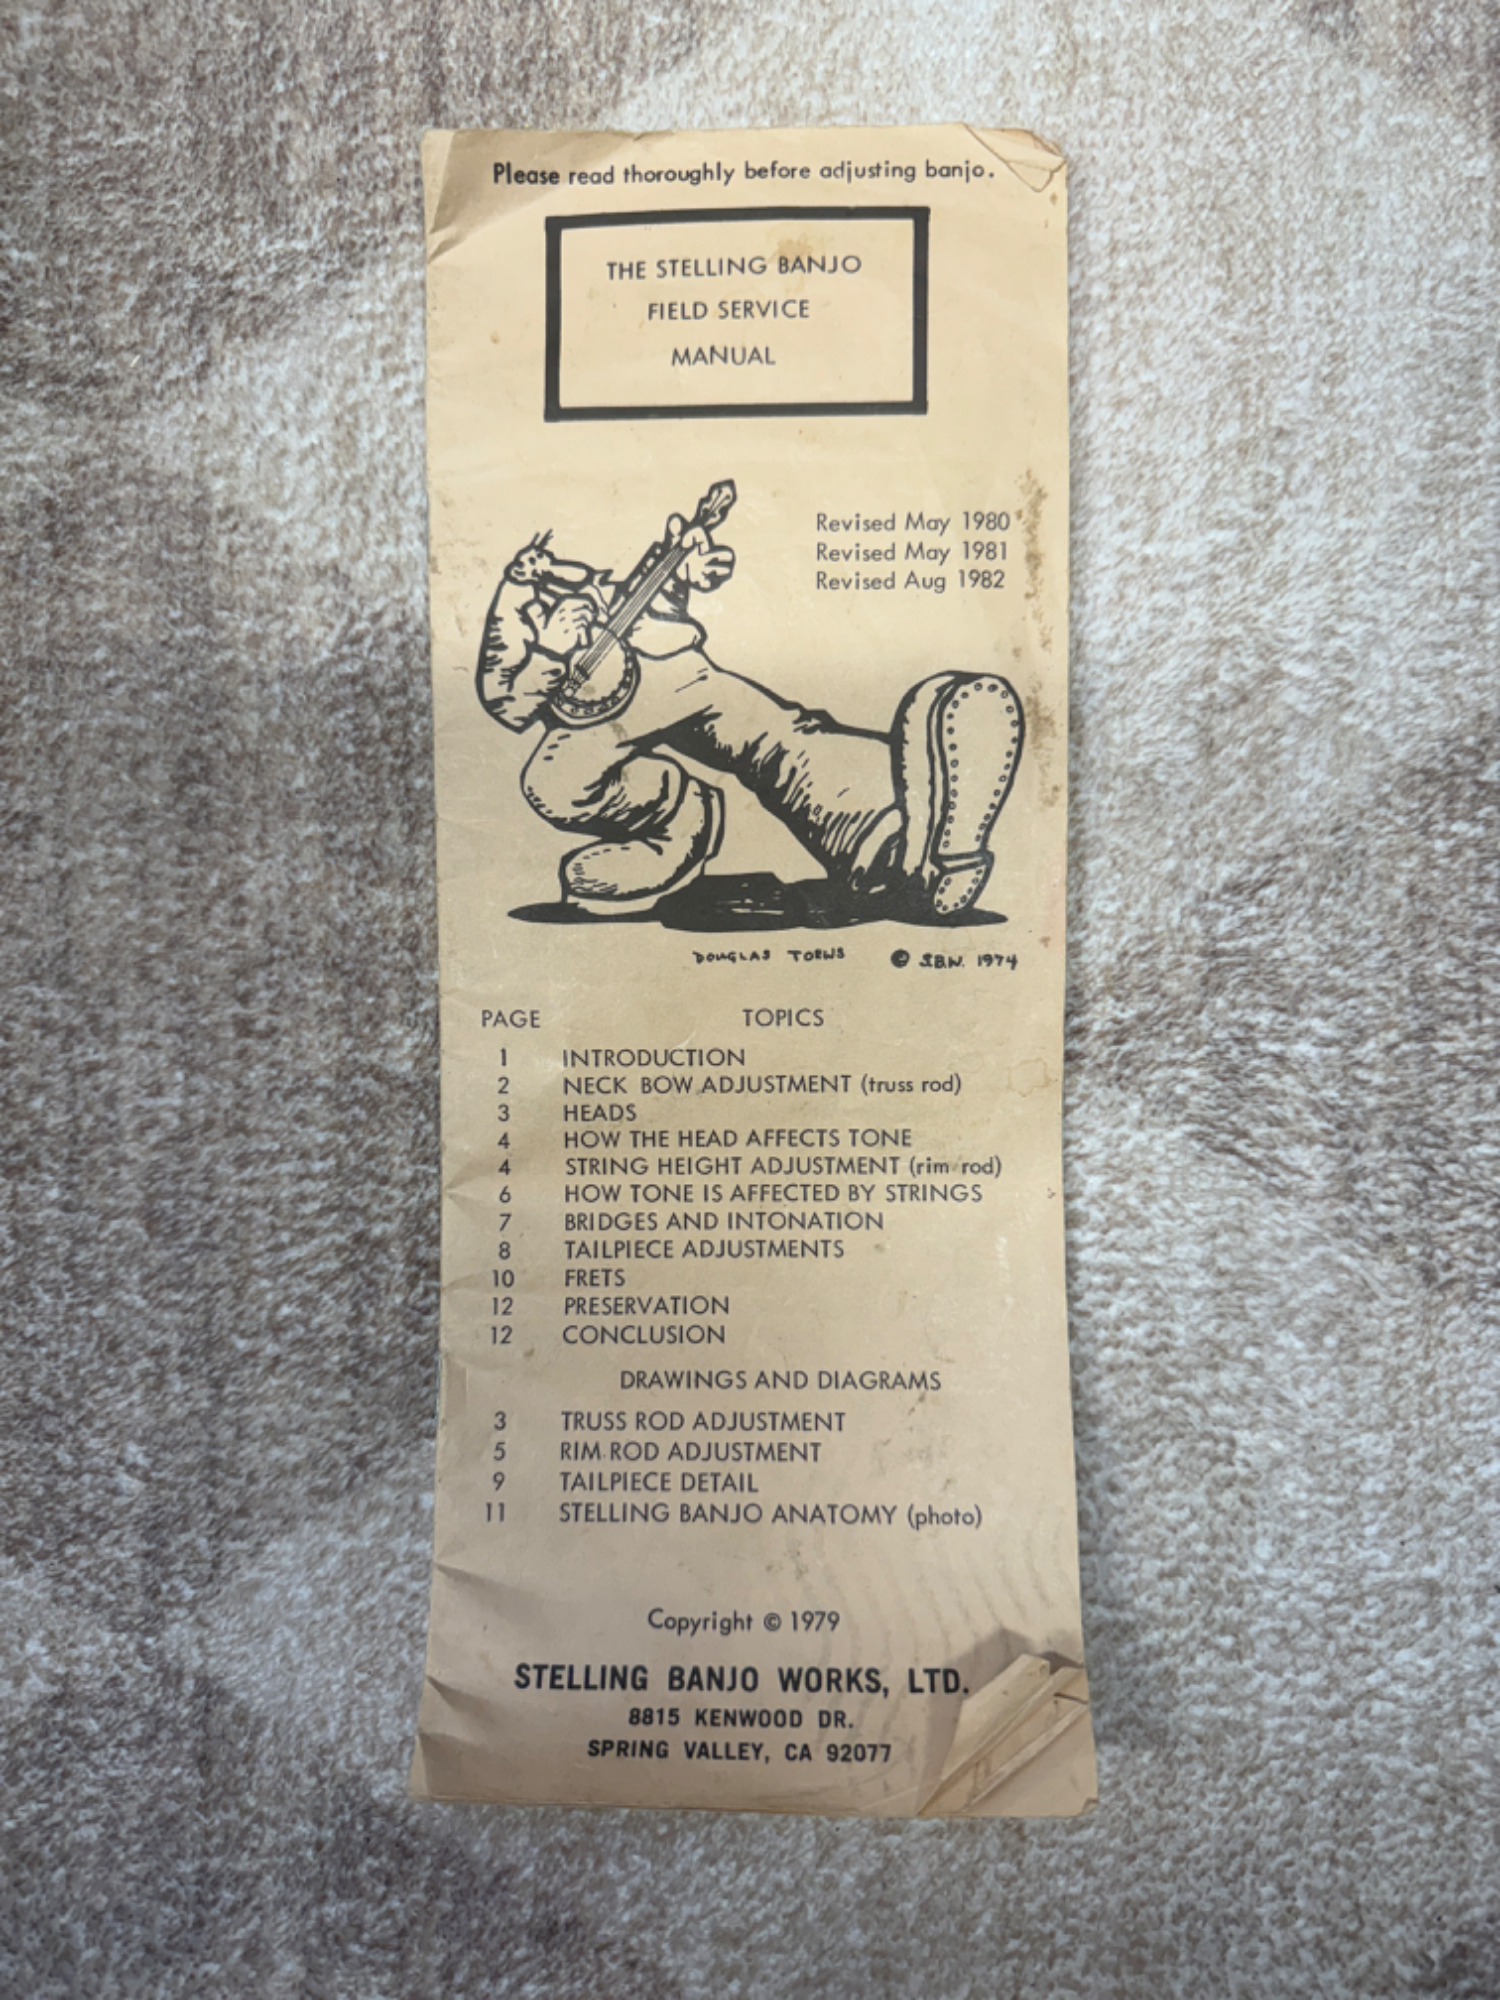 Please read thoroughly before adjusting banjo.
THE STELLING BANJO
FIELD SERVICE
MANUAL
Revised May 1980
Revised May 1981
Revised Aug 1982
DOUGLAS TOEWS © S.B.W. 1974
PAGE TOPICS
1 INTRODUCTION
2 NECK BOW ADJUSTMENT (truss rod)
3 HEADS
4 HOW THE HEAD AFFECTS TONE
4 STRING HEIGHT ADJUSTMENT (rim rod)
6 HOW TONE IS AFFECTED BY STRINGS
7 BRIDGES AND INTONATION
8 TAILPIECE ADJUSTMENTS
10 FRETS
12 PRESERVATION
12 CONCLUSION
DRAWINGS AND DIAGRAMS
3 TRUSS ROD ADJUSTMENT
5 RIM ROD ADJUSTMENT
9 TAILPIECE DETAIL
11 STELLING BANJO ANATOMY (photo)
Copyright © 1979
STELLING BANJO WORKS, LTD.
8815 KENWOOD DR.
SPRING VALLEY, CA 92077